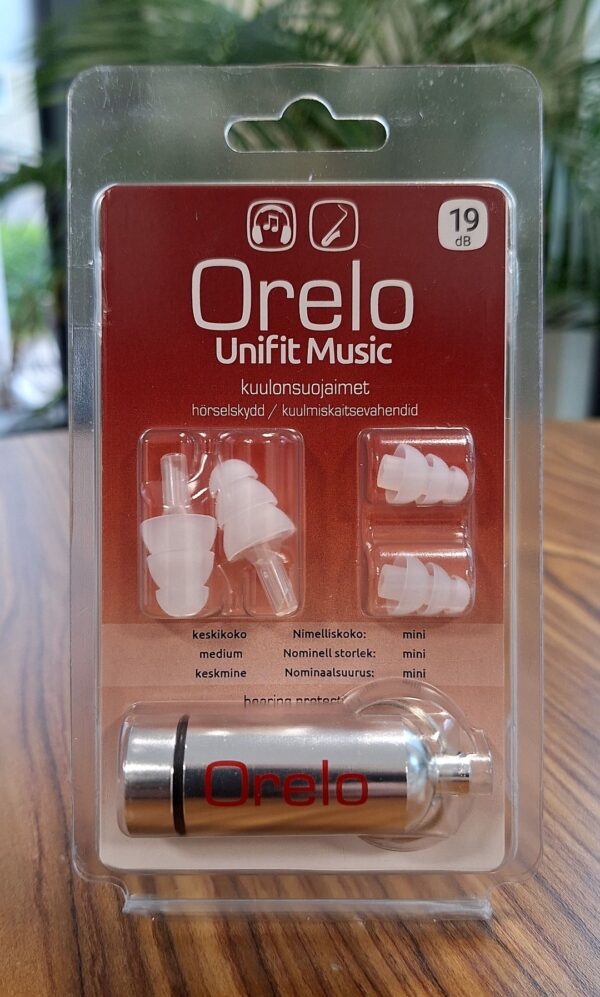 19
dB
Orelo
Unifit Music
kuulonsuojaimet
hörselskydd / kuulmiskaitsevahendid
keskikoko Nimelliskoko: mini
medium Nominell storlek: mini
keskmine Nominaalsuurus: mini
hearing
Orelo